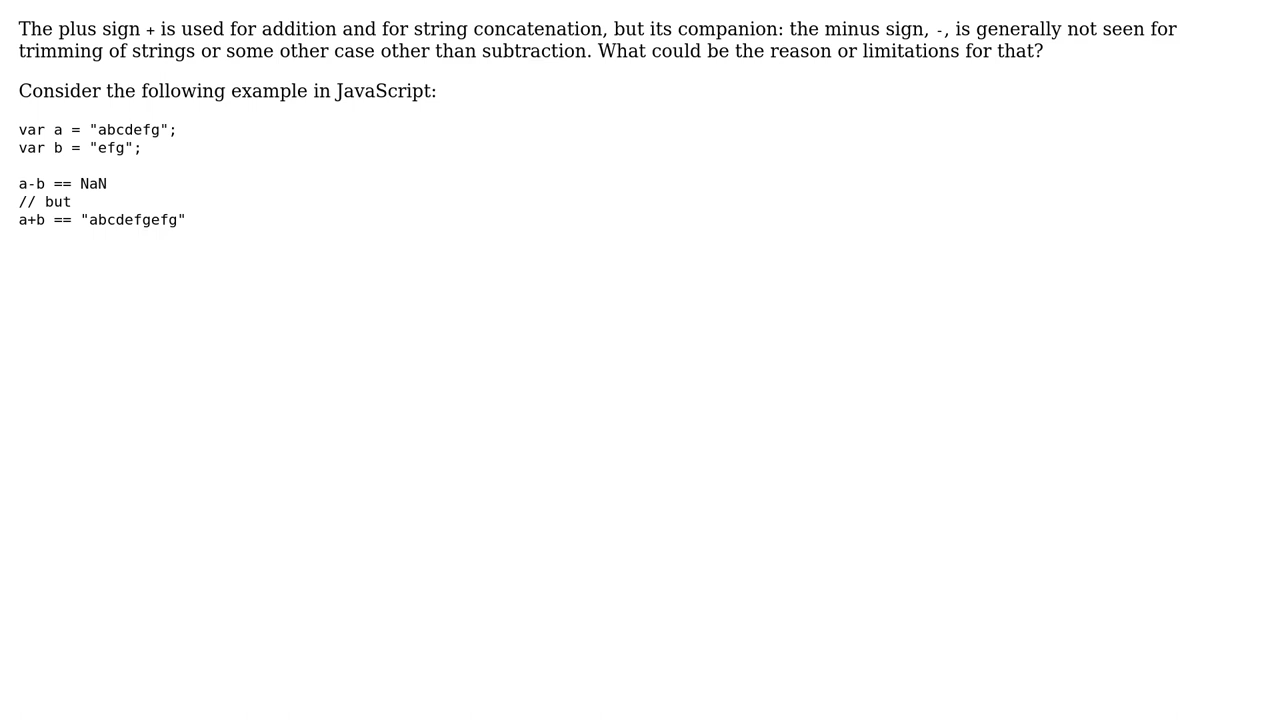 The plus sign + is used for addition and for string concatenation, but its companion: the minus sign, -, is generally not seen for
trimming of strings or some other case other than subtraction. What could be the reason or limitations for that?
Consider the following example in JavaScript:
var a = "abcdefg";
var b = "efg";
a-b == NaN
// but
a+b == "abcdefgefg"